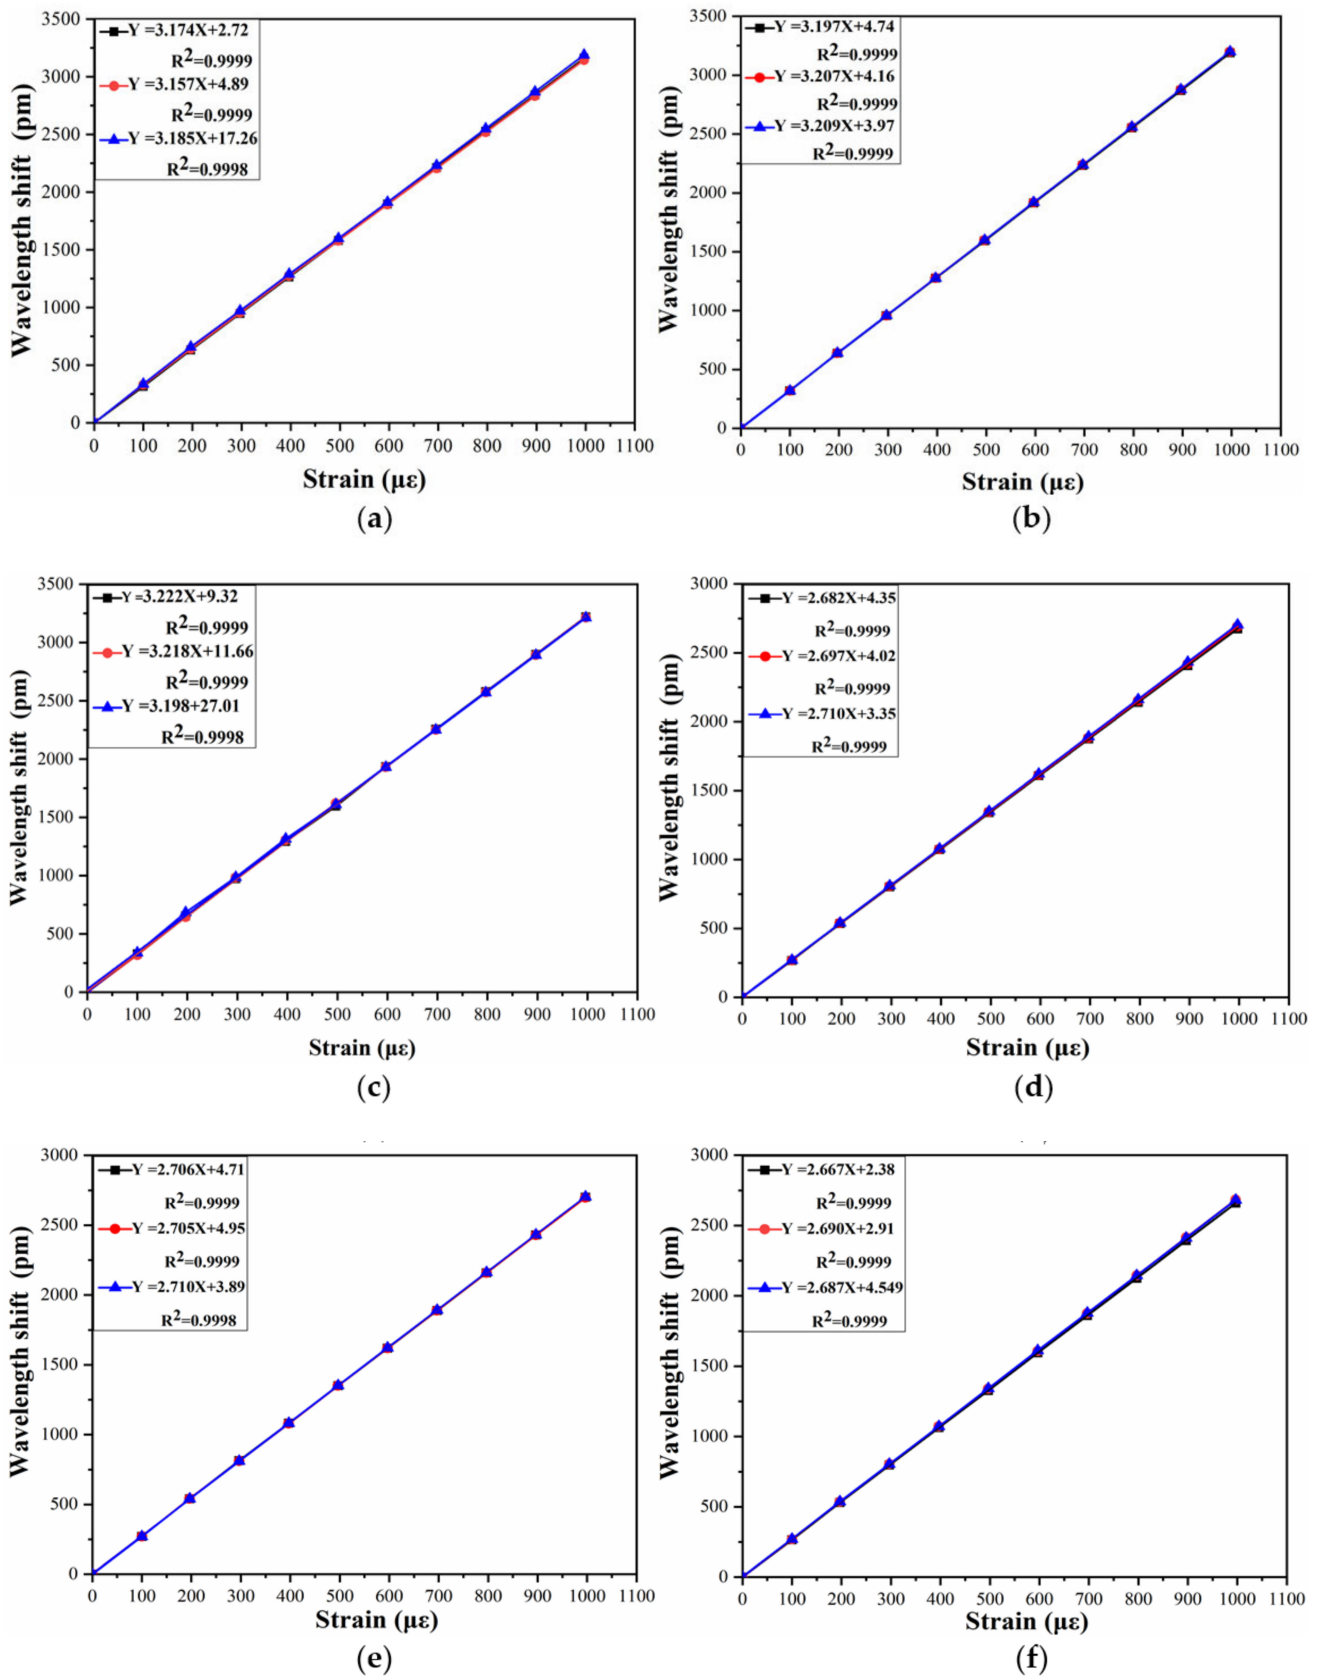 3500
3000
2500
2000
1500
1000
500
0
Wavelength shift (pm)
Y =3.174X+2.72
R2=0.9999
Y =3.157X+4.89
R2=0.9999
Y =3.185X+17.26
R2=0.9998
0 100 200 300 400 500 600 700 800 900 1000 1100
Strain (με)
(a)
3500
3000
2500
2000
1500
1000
500
0
Wavelength shift (pm)
Y =3.197X+4.74
R2=0.9999
Y =3.207X+4.16
R2=0.9999
Y =3.209X+3.97
R2=0.9999
0 100 200 300 400 500 600 700 800 900 1000 1100
Strain (με)
(b)
3500
3000
2500
2000
1500
1000
500
0
Wavelength shift (pm)
Y =3.222X+9.32
R2=0.9999
Y =3.218X+11.66
R2=0.9999
Y =3.198+27.01
R2=0.9998
0 100 200 300 400 500 600 700 800 900 1000 1100
Strain (με)
(c)
3000
2500
2000
1500
1000
500
0
Wavelength shift (pm)
Y =2.682X+4.35
R2=0.9999
Y =2.697X+4.02
R2=0.9999
Y =2.710X+3.35
R2=0.9999
0 100 200 300 400 500 600 700 800 900 1000 1100
Strain (με)
(d)
3000
2500
2000
1500
1000
500
0
Wavelength shift (pm)
Y =2.706X+4.71
R2=0.9999
Y =2.705X+4.95
R2=0.9999
Y =2.710X+3.89
R2=0.9998
0 100 200 300 400 500 600 700 800 900 1000 1100
Strain (με)
(e)
3000
2500
2000
1500
1000
500
0
Wavelength shift (pm)
Y =2.667X+2.38
R2=0.9999
Y =2.690X+2.91
R2=0.9999
Y =2.687X+4.549
R2=0.9999
0 100 200 300 400 500 600 700 800 900 1000 1100
Strain (με)
(f)